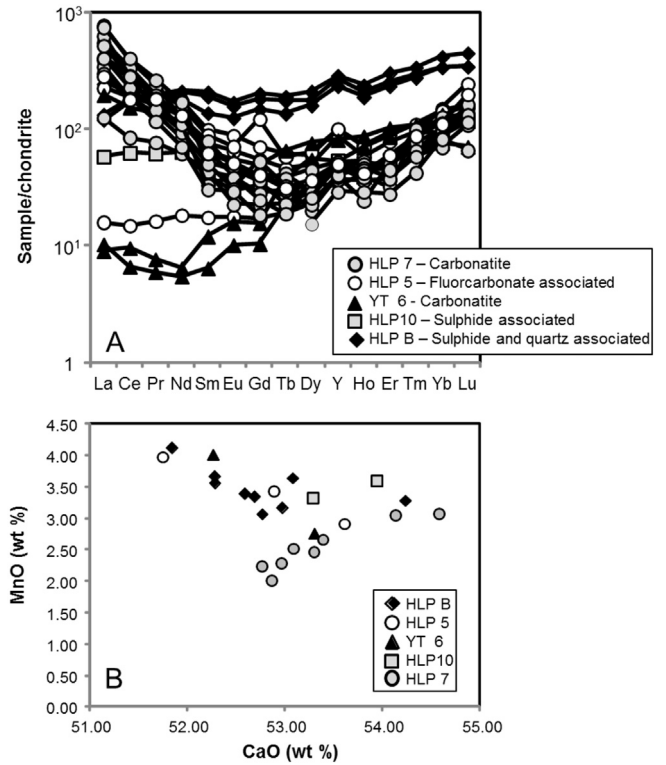 10³
10²
10¹
1
Sample/chondrite
A
HLP 7 – Carbonatite
HLP 5 – Fluorcarbonate associated
YT 6 - Carbonatite
HLP10 – Sulphide associated
HLP B – Sulphide and quartz associated
La Ce Pr Nd Sm Eu Gd Tb Dy Y Ho Er Tm Yb Lu
4.50
4.00
3.50
3.00
2.50
2.00
1.50
1.00
0.50
0.00
MnO (wt %)
B
HLP B
HLP 5
YT 6
HLP10
HLP 7
51.00 52.00 53.00 54.00 55.00
CaO (wt %)